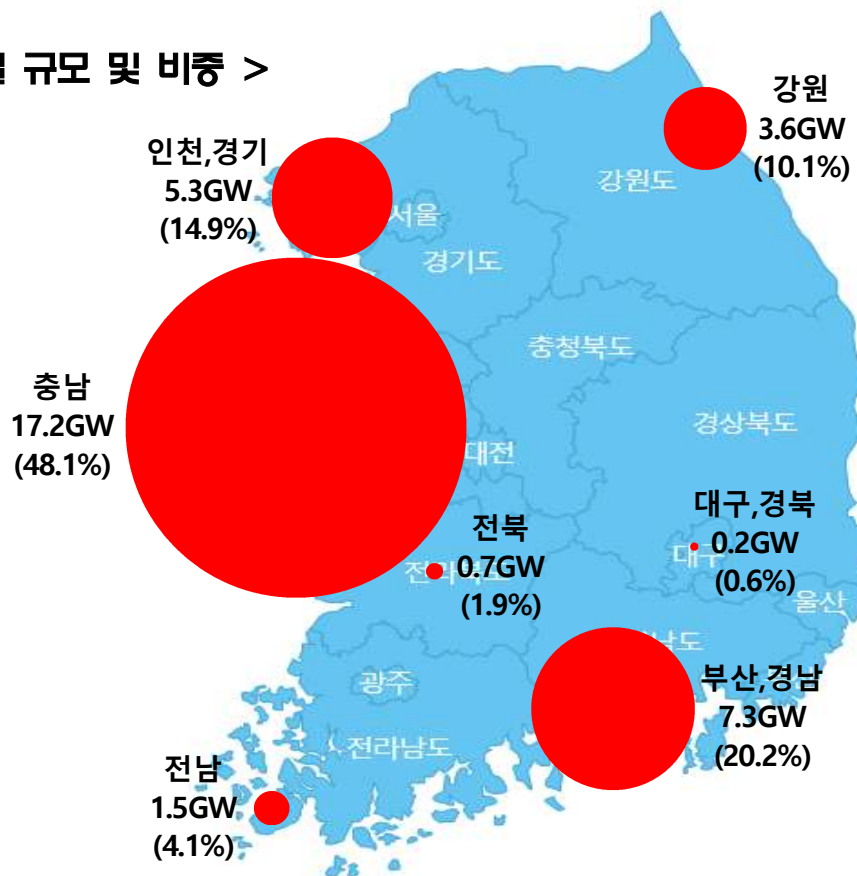 규모 및 비중 >
강원
3.6GW
(10.1%)
인천,경기
5.3GW
(14.9%)
강원도
서울
경기도
충청북도
충남
17.2GW
(48.1%)
경상북도
대전
대구,경북
0.2GW
(0.6%)
대구
전북
0.7GW
(1.9%)
울산
부산,경남
7.3GW
(20.2%)
광주
전라남도
전남
1.5GW
(4.1%)